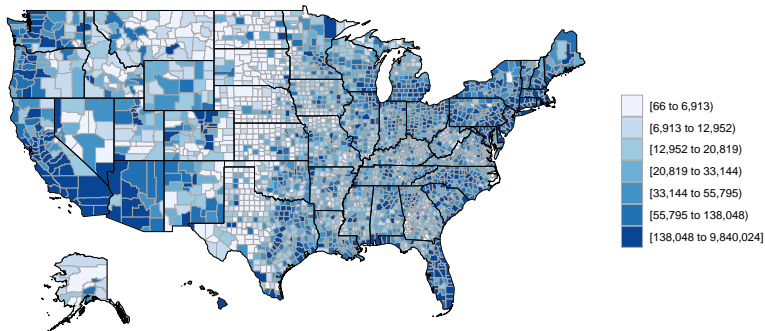 [66 to 6,913)
[6,913 to 12,952)
[12,952 to 20,819)
[20,819 to 33,144)
[33,144 to 55,795)
[55,795 to 138,048)
[138,048 to 9,840,024]